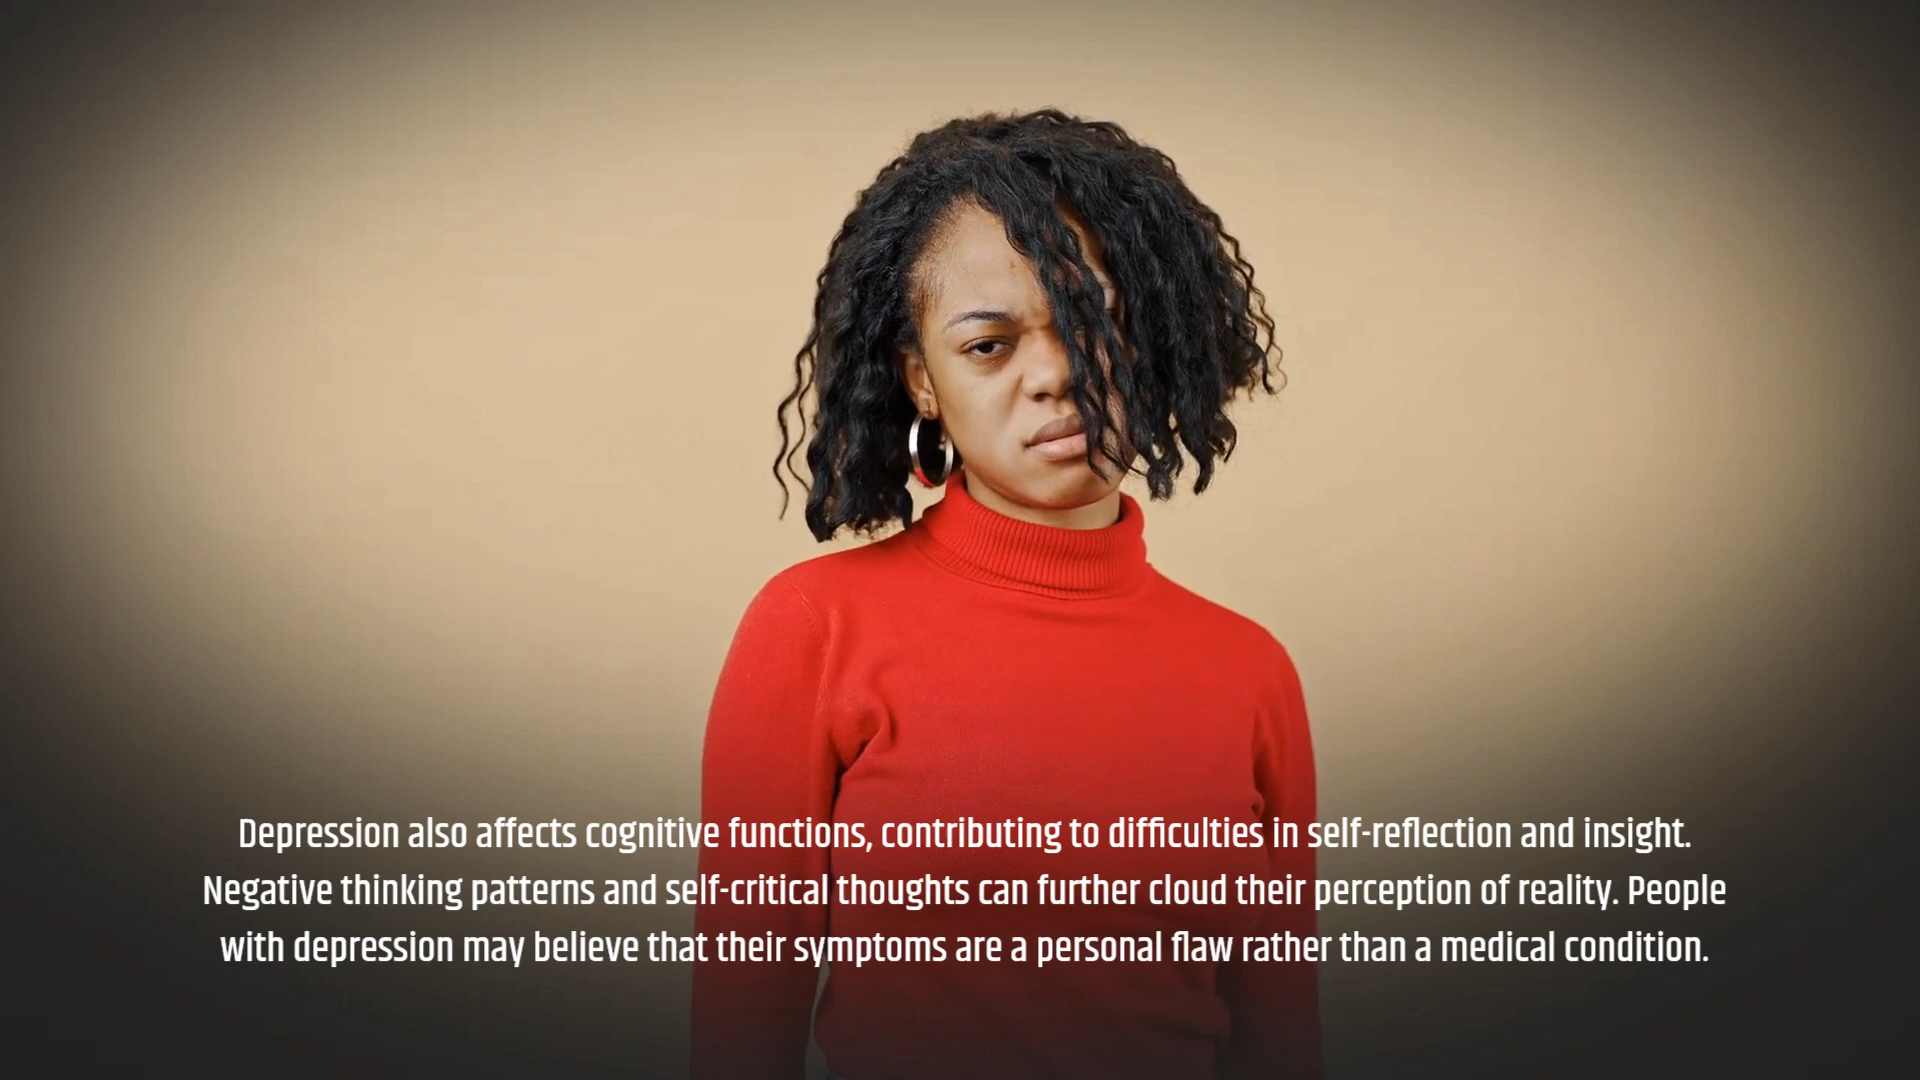 Depression also affects cognitive functions, contributing to difficulties in self-reflection and insight.
Negative thinking patterns and self-critical thoughts can further cloud their perception of reality. People
with depression may believe that their symptoms are a personal flaw rather than a medical condition.